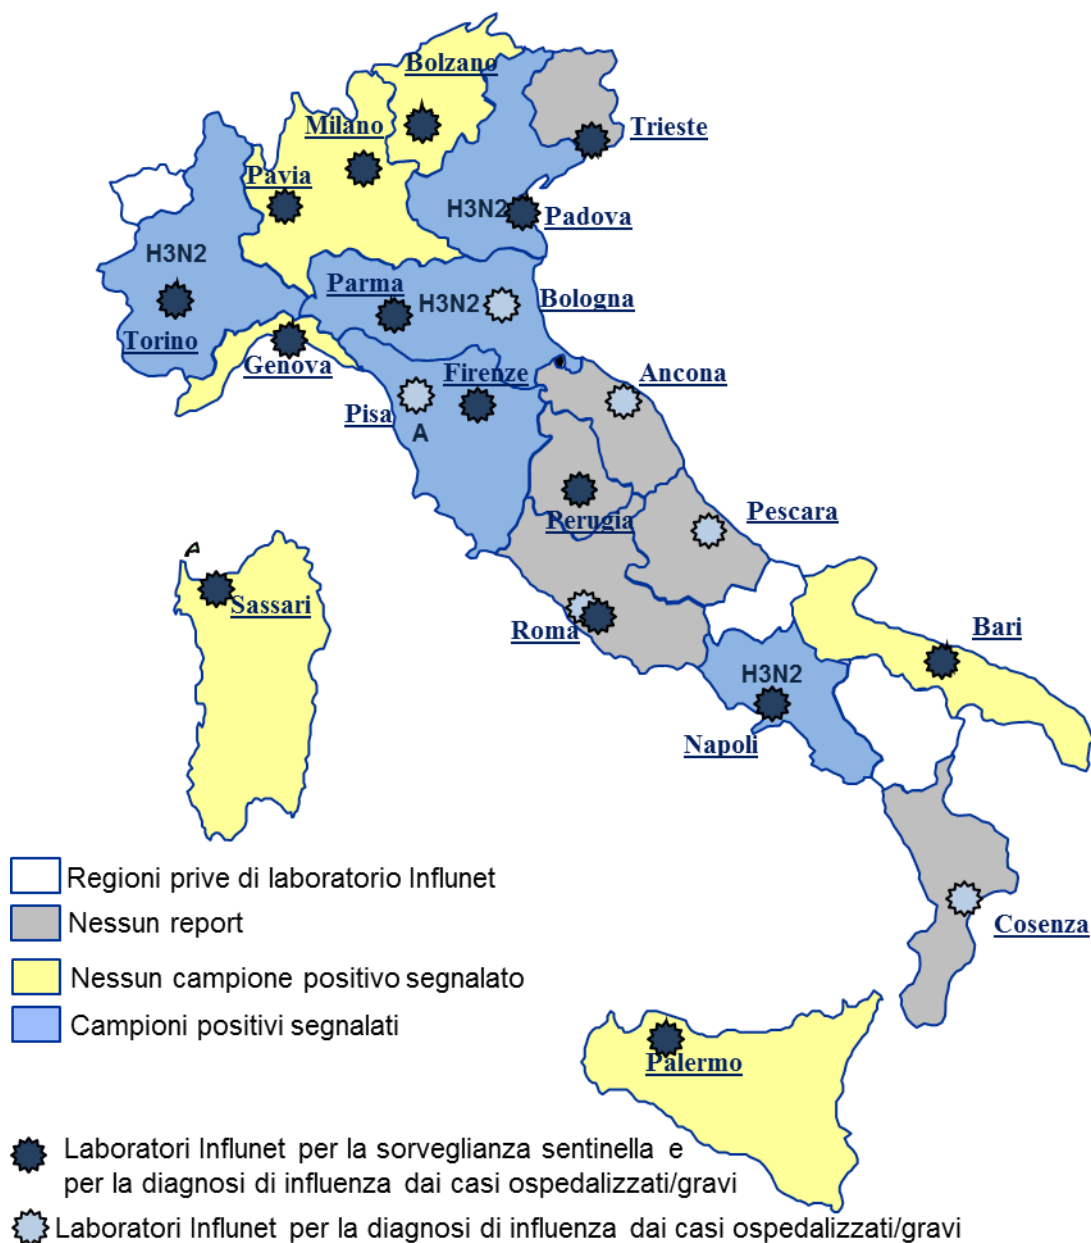 Bolzano
Milano
Trieste
Pavia
H3N2
Padova
H3N2
Parma
H3N2
Bologna
Torino
Genova
Firenze
Ancona
Pisa
A
Perugia
Pescara
Sassari
Roma
Bari
H3N2
Napoli
Regioni prive di laboratorio Influnet
Nessun report
Cosenza
Nessun campione positivo segnalato
Campioni positivi segnalati
Palermo
Laboratori Influnet per la sorveglianza sentinella e
per la diagnosi di influenza dai casi ospedalizzati/gravi
Laboratori Influnet per la diagnosi di influenza dai casi ospedalizzati/gravi